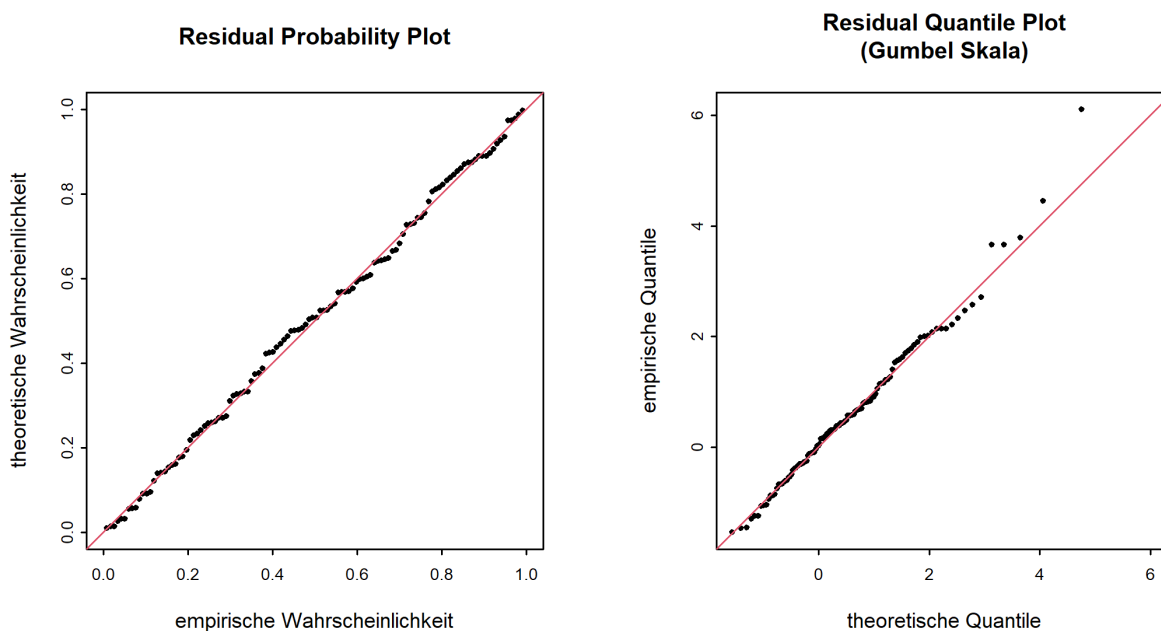 Residual Probability Plot
theoretische Wahrscheinlichkeit
1.0
0.8
0.6
0.4
0.2
0.0
0.0 0.2 0.4 0.6 0.8 1.0
empirische Wahrscheinlichkeit
Residual Quantile Plot
(Gumbel Skala)
empirische Quantile
6
4
2
0
0 2 4 6
theoretische Quantile